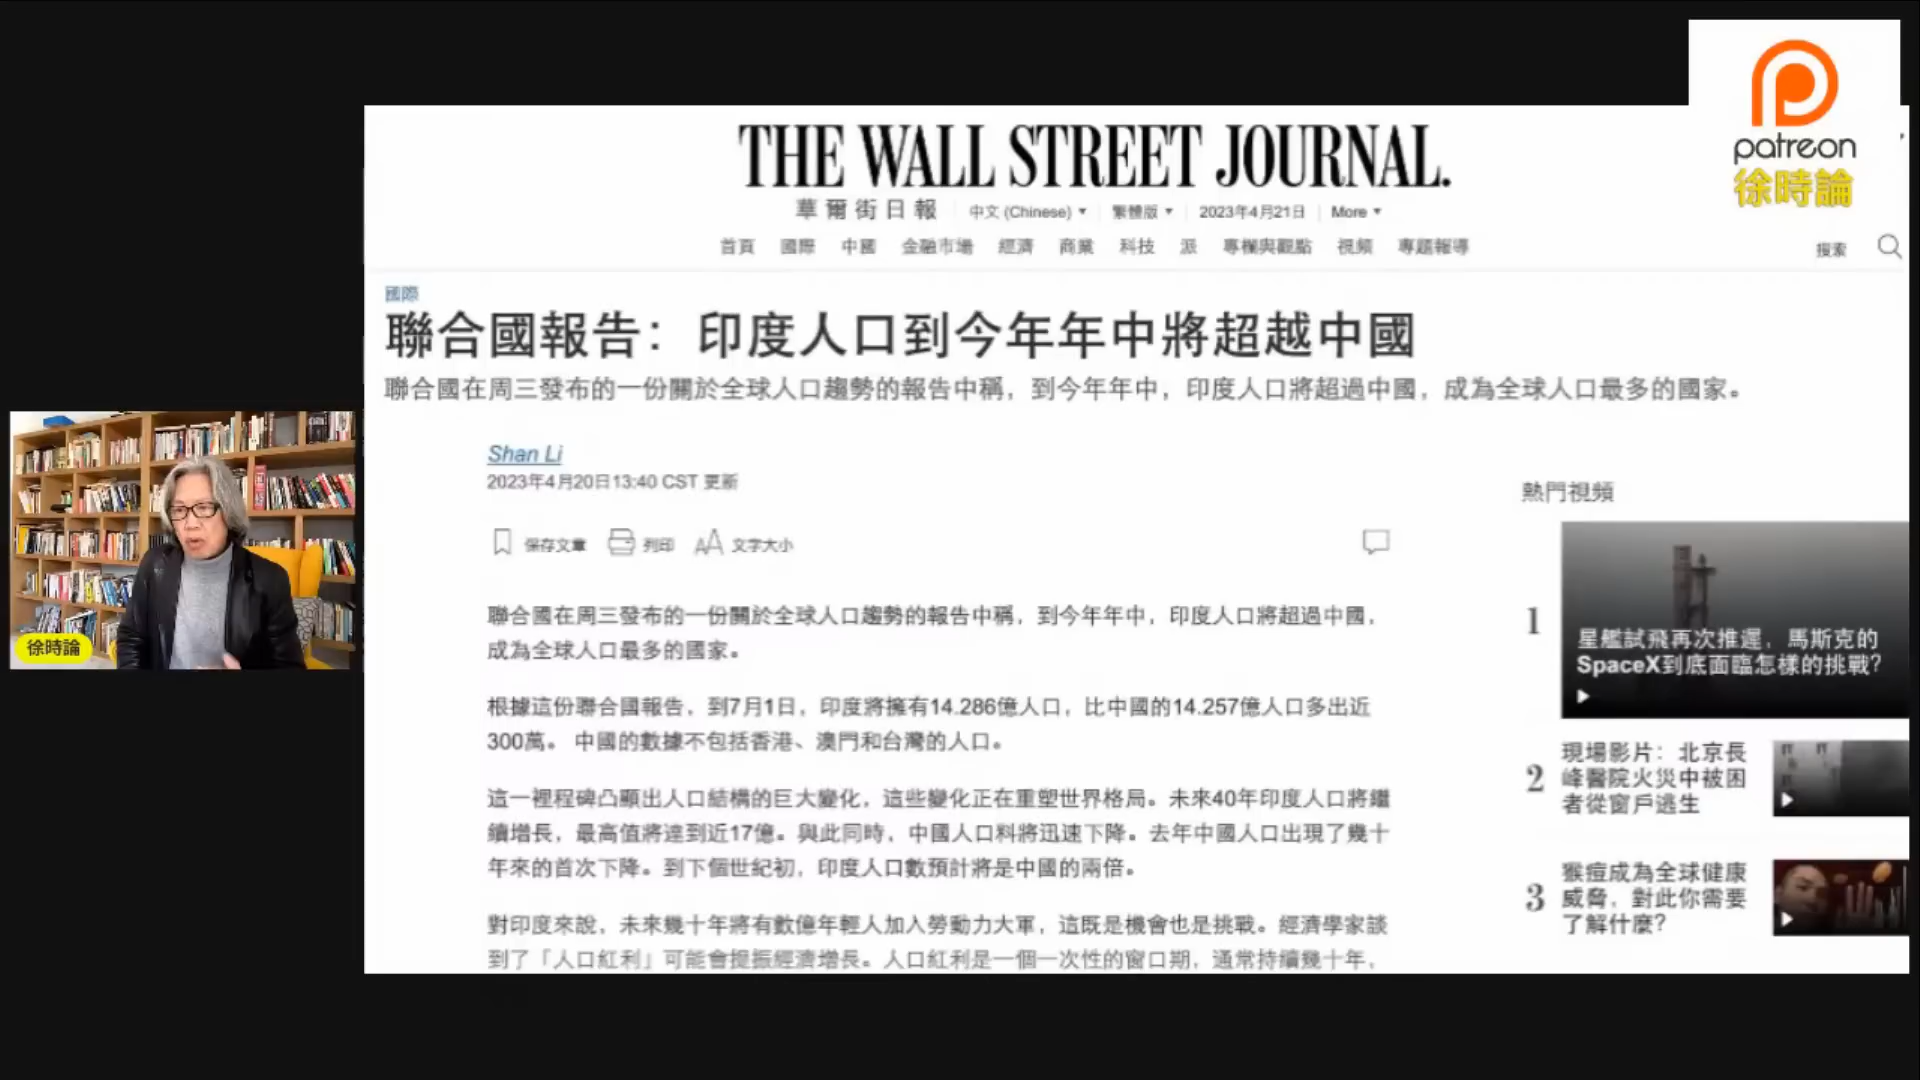 patreon
徐時論
THE WALL STREET JOURNAL.
華爾街日報 中文 (Chinese) 繁體版 2023年4月21日 More
首頁 國際 中國 金融市場 經濟 商業 科技 派 專欄與觀點 視頻 專題報導
搜索
國際
聯合國報告：印度人口到今年年中將超越中國
聯合國在周三發布的一份關於全球人口趨勢的報告中稱，到今年年中，印度人口將超過中國，成為全球人口最多的國家。
Shan Li
2023年4月20日13:40 CST 更新
保存文章 列印 AA 文字大小
聯合國在周三發布的一份關於全球人口趨勢的報告中稱，到今年年中，印度人口將超過中國，
成為全球人口最多的國家。
根據這份聯合國報告，到7月1日，印度將擁有14.286億人口，比中國的14.257億人口多出近
300萬。 中國的數據不包括香港、澳門和台灣的人口。
這一裡程碑凸顯出人口結構的巨大變化，這些變化正在重塑世界格局。未來40年印度人口將繼
續增長，最高值將達到近17億。與此同時，中國人口料將迅速下降。去年中國人口出現了幾十
年來的首次下降。到下個世紀初，印度人口數預計將是中國的兩倍。
對印度來說，未來幾十年將有數億年輕人加入勞動力大軍，這既是機會也是挑戰。經濟學家談
到了「人口紅利」可能會提振經濟增長。人口紅利是一個一次性的窗口期，通常持續幾十年，
熱門視頻
1
星艦試飛再次推遲，馬斯克的
SpaceX到底面臨怎樣的挑戰？
2
現場影片：北京長
峰醫院火災中被困
者從窗戶逃生
3
猴痘成為全球健康
威脅，對此你需要
了解什麼？
徐時論